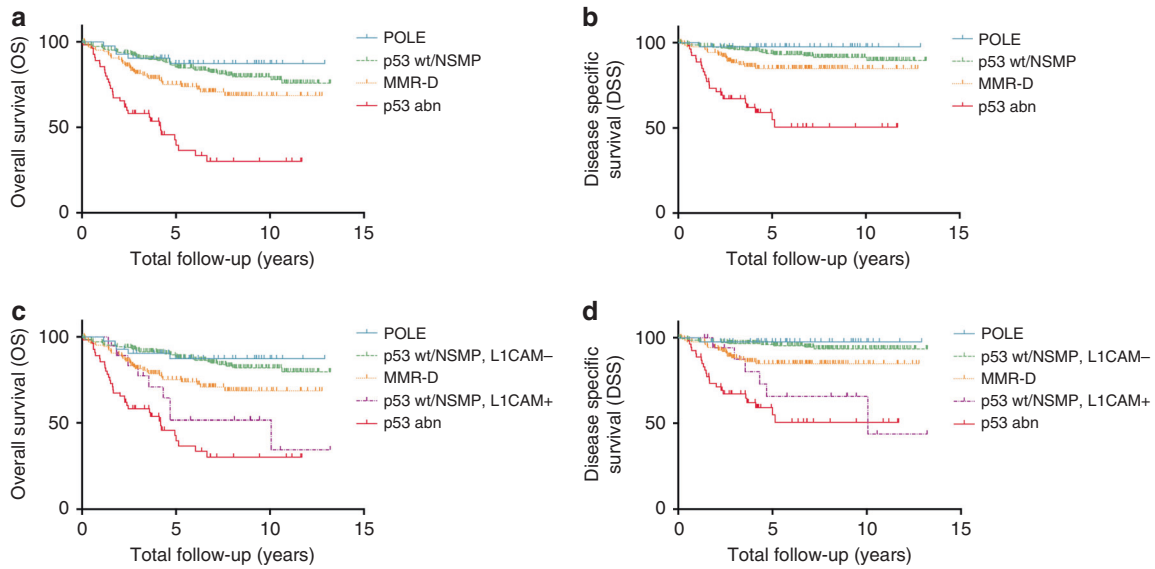 a
Overall survival (OS)
100
50
0
0 5 10 15
Total follow-up (years)
POLE
p53 wt/NSMP
MMR-D
p53 abn
b
Disease specific
survival (DSS)
100
50
0
0 5 10 15
Total follow-up (years)
POLE
p53 wt/NSMP
MMR-D
p53 abn
c
Overall survival (OS)
100
50
0
0 5 10 15
Total follow-up (years)
POLE
p53 wt/NSMP, L1CAM–
MMR-D
p53 wt/NSMP, L1CAM+
p53 abn
d
Disease specific
survival (DSS)
100
50
0
0 5 10 15
Total follow-up (years)
POLE
p53 wt/NSMP, L1CAM–
MMR-D
p53 wt/NSMP, L1CAM+
p53 abn